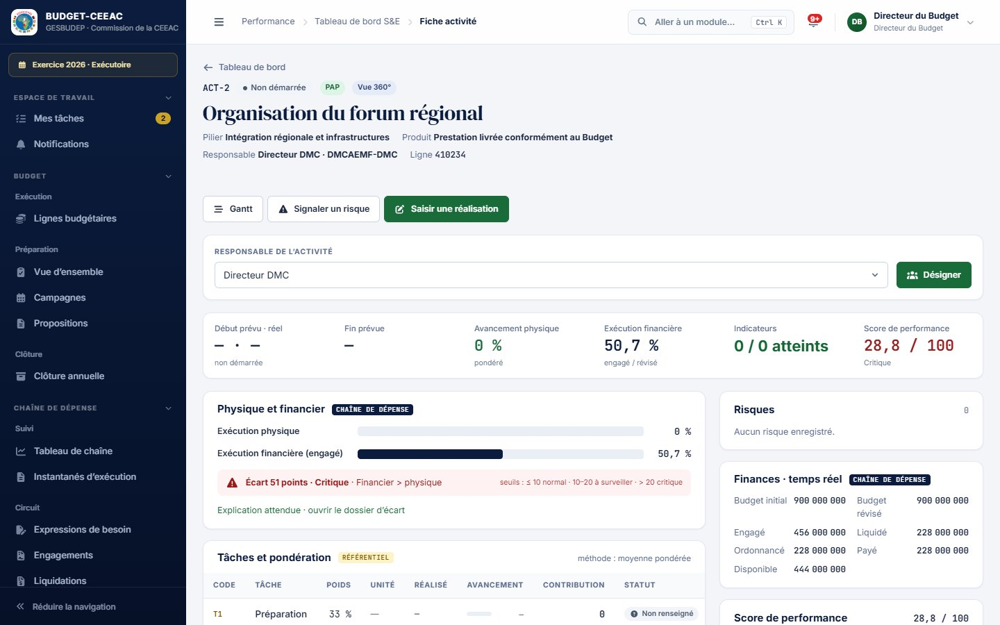 BUDGET-CEEAC
GESBUDEP · Commission de la CEEAC
Exercice 2026 · Exécutoire
ESPACE DE TRAVAIL
Mes tâches
2
Notifications
BUDGET
Exécution
Lignes budgétaires
Préparation
Vue d’ensemble
Campagnes
Propositions
Clôture
Clôture annuelle
CHAÎNE DE DÉPENSE
Suivi
Tableau de chaîne
Instantanés d’exécution
Circuit
Expressions de besoin
Engagements
Liquidations
Réduire la navigation
Performance
Tableau de bord S&E
Fiche activité
Aller à un module...
Ctrl K
9+
DB
Directeur du Budget
Directeur du Budget
Tableau de bord
ACT-2
Non démarrée
PAP
Vue 360°
Organisation du forum régional
Pilier Intégration régionale et infrastructures Produit Prestation livrée conformément au Budget
Responsable Directeur DMC · DMCAEMF-DMC Ligne 410234
Gantt
Signaler un risque
Saisir une réalisation
RESPONSABLE DE L’ACTIVITÉ
Directeur DMC
Désigner
Début prévu · réel
— · —
non démarrée
Fin prévue
—
Avancement physique
0 %
pondéré
Exécution financière
50,7 %
engagé / révisé
Indicateurs
0 / 0 atteints
Score de performance
28,8 / 100
Critique
Physique et financier CHAÎNE DE DÉPENSE
Exécution physique 0 %
Exécution financière (engagé) 50,7 %
Écart 51 points · Critique · Financier > physique
seuils : ≤ 10 normal · 10–20 à surveiller · > 20 critique
Explication attendue · ouvrir le dossier d’écart
Tâches et pondération RÉFÉRENTIEL
méthode : moyenne pondérée
CODE TÂCHE POIDS UNITÉ RÉALISÉ AVANCEMENT CONTRIBUTION STATUT
T1 Préparation 33 % — — — 0 Non renseigné
Risques 0
Aucun risque enregistré.
Finances · temps réel CHAÎNE DE DÉPENSE
Budget initial 900 000 000 Budget révisé 900 000 000
Engagé 456 000 000 Liquidé 228 000 000
Ordonnancé 228 000 000 Payé 228 000 000
Disponible 444 000 000
Score de performance 28,8 / 100